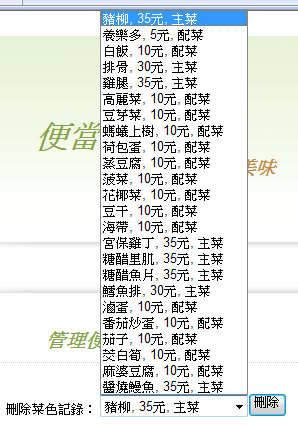 豬柳, 35元, 主菜
養樂多, 5元, 配菜
白飯, 10元, 配菜
排骨, 30元, 主菜
雞腿, 35元, 主菜
高麗菜, 10元, 配菜
豆芽菜, 10元, 配菜
螞蟻上樹, 10元, 配菜
荷包蛋, 10元, 配菜
蒸豆腐, 10元, 配菜
菠菜, 10元, 配菜
花椰菜, 10元, 配菜
豆干, 10元, 配菜
海帶, 10元, 配菜
宮保雞丁, 35元, 主菜
糖醋里肌, 35元, 主菜
糖醋魚片, 35元, 主菜
鱈魚排, 30元, 主菜
滷蛋, 10元, 配菜
番茄炒蛋, 10元, 配菜
茄子, 10元, 配菜
茭白筍, 10元, 配菜
麻婆豆腐, 10元, 配菜
醬燒鯛魚, 35元, 主菜
便當
美味
管理便
刪除菜色記錄：
豬柳, 35元, 主菜
刪除